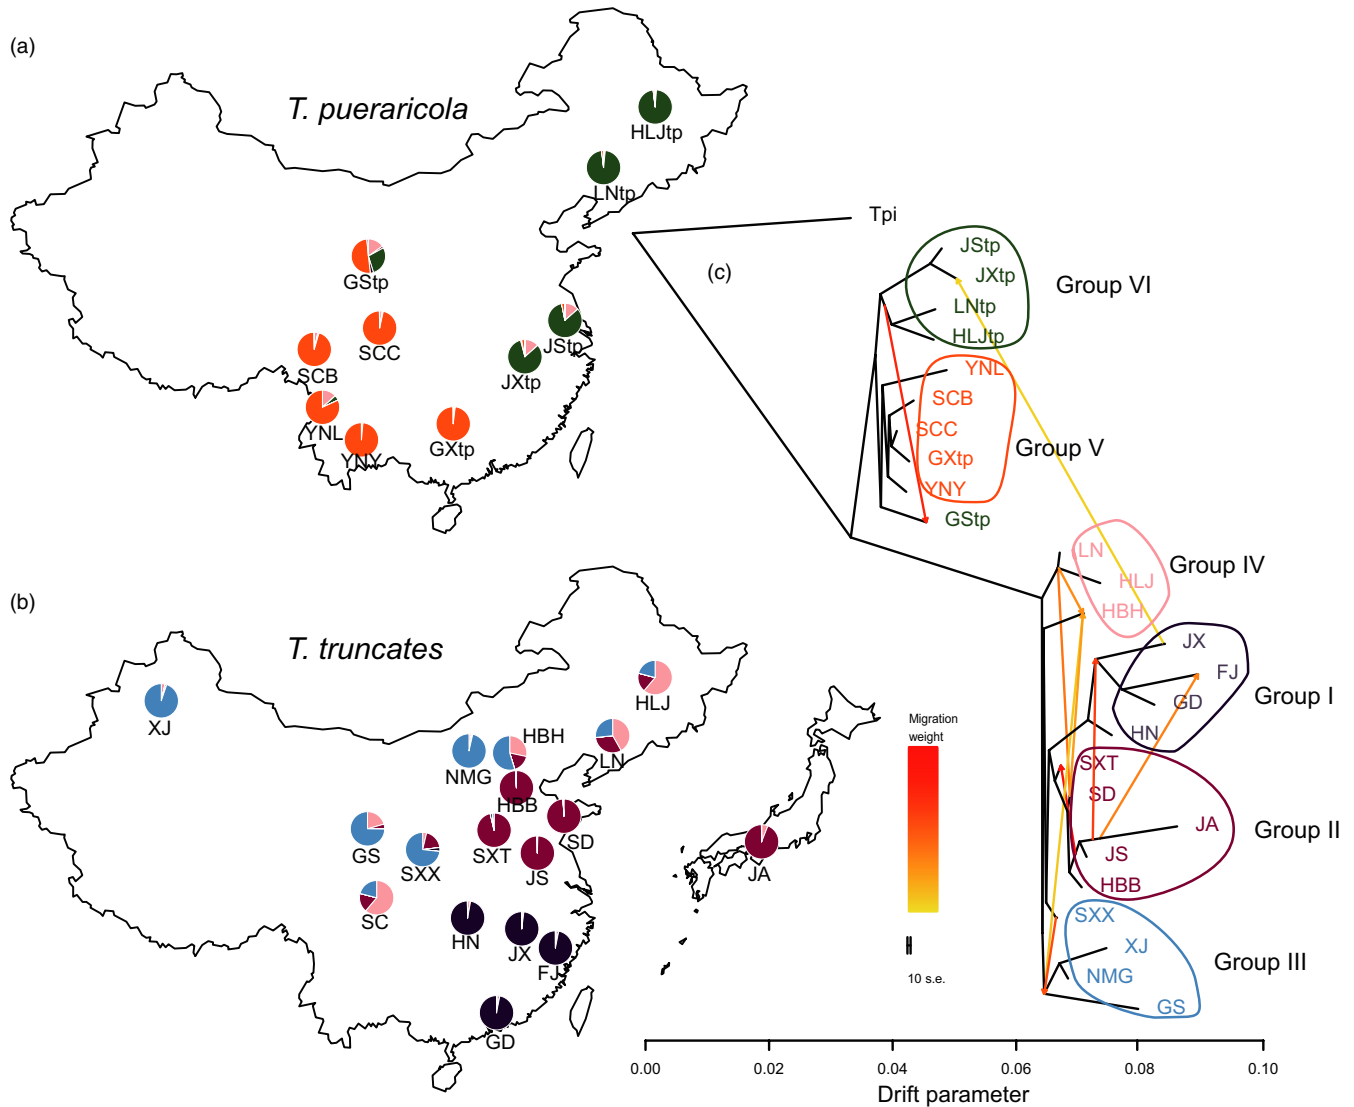 (a)
T. pueraricola
HLJtp
LNtp
GStp
SCC
SCB
JStp
JXtp
YNL
YNY
GXtp
(b)
T. truncates
XJ
HLJ
HBH
LN
NMG
HBB
SD
GS
SXT
SXX
JS
JA
SC
HN
JX
FJ
GD
(c)
Tpi
JStp
JXtp
Group VI
LNtp
HLJtp
YNL
SCB
SCC
Group V
GXtp
YNY
GStp
LN
Group IV
HLJ
HBH
JX
FJ
Group I
GD
HN
SXT
SD
JA
Group II
JS
HBB
SXX
XJ
Group III
NMG
GS
Migration
weight
10 s.e.
0.00 0.02 0.04 0.06 0.08 0.10
Drift parameter